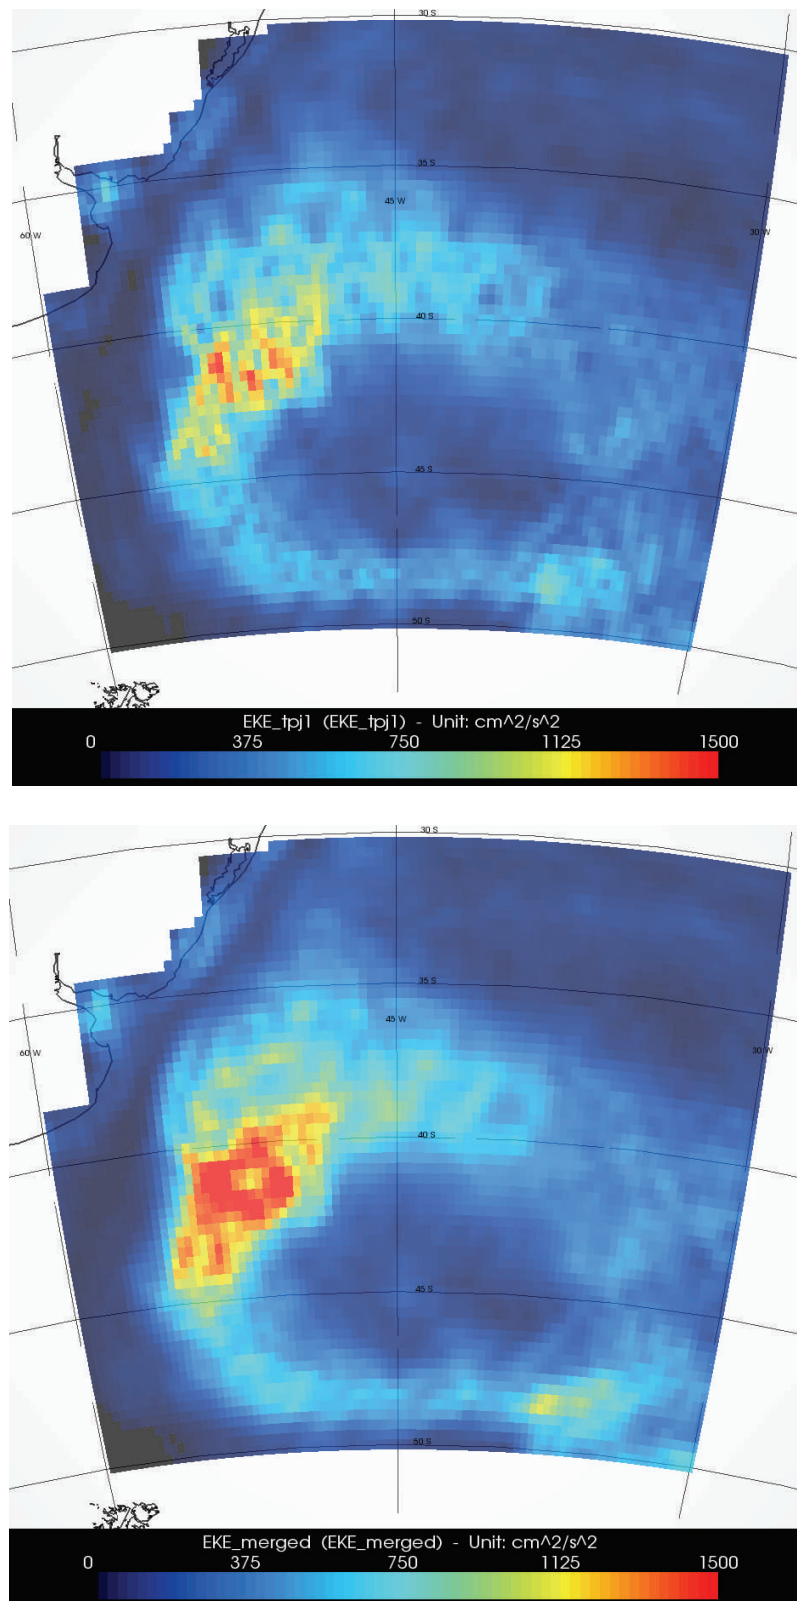 30 S
35 S
45 W
60 W
30 W
40 S
45 S
50 S
EKE_tpj1 (EKE_tpj1) - Unit: cm^2/s^2
0 375 750 1125 1500
30 S
35 S
45 W
60 W
30 W
40 S
45 S
50 S
EKE_merged (EKE_merged) - Unit: cm^2/s^2
0 375 750 1125 1500